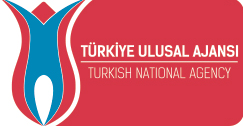 TÜRKİYE ULUSAL AJANSI
TURKISH NATIONAL AGENCY